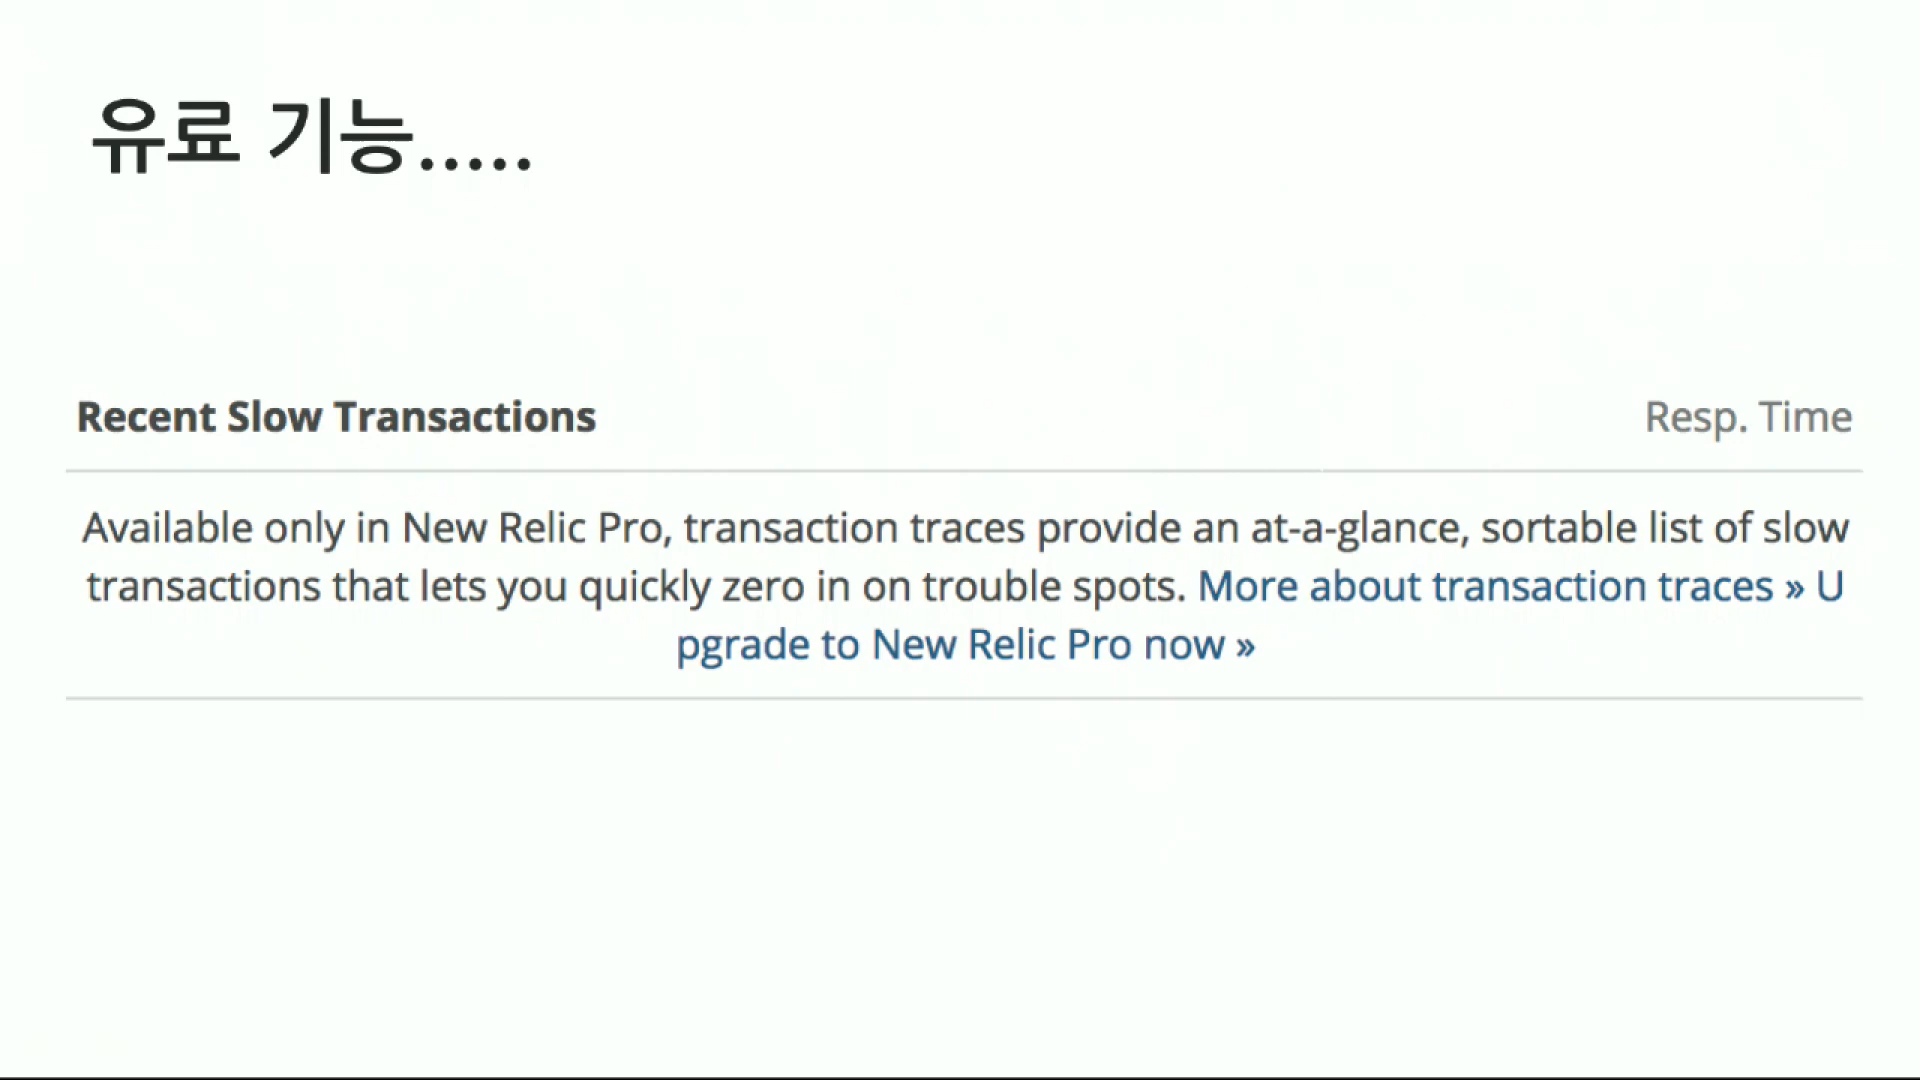 유료 기능.....
Recent Slow Transactions Resp. Time
Available only in New Relic Pro, transaction traces provide an at-a-glance, sortable list of slow
transactions that lets you quickly zero in on trouble spots. More about transaction traces » U
pgrade to New Relic Pro now »